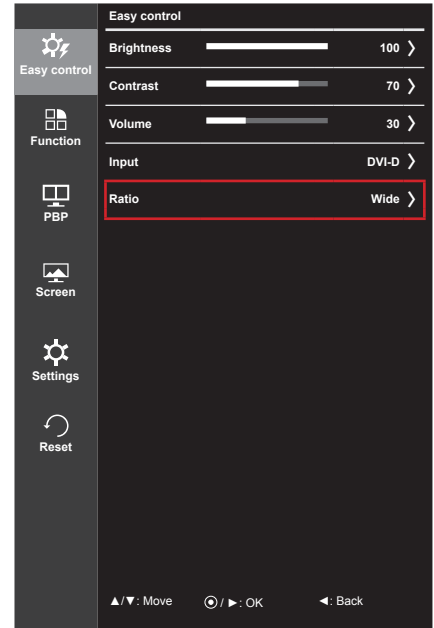 Easy control
Easy control
Brightness 100
Contrast 70
Volume 30
Input DVI-D
Ratio Wide
Function
PBP
Screen
Settings
Reset
▲/▼: Move ◉/ ►: OK ◄: Back